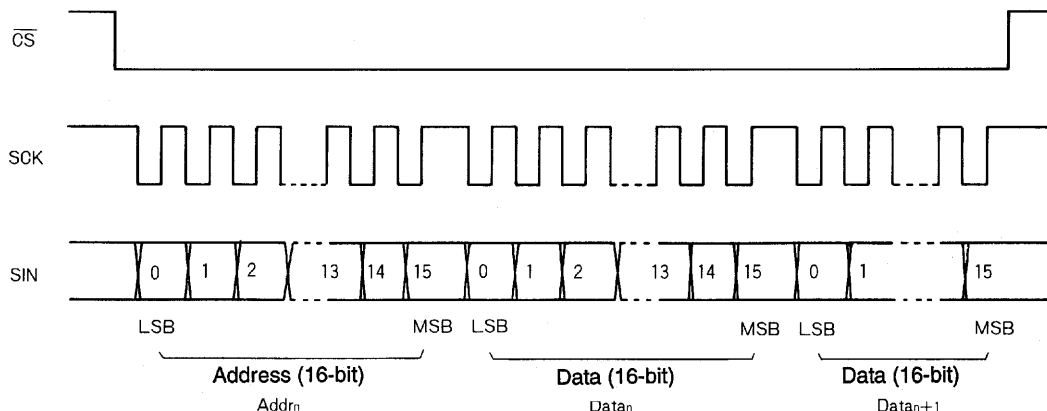 CS
SCK
SIN 0 1 2 13 14 15 0 1 2 13 14 15 0 1 15
LSB MSB LSB MSB LSB MSB
Address (16-bit) Data (16-bit) Data (16-bit)
Addrn Datan Datan+1